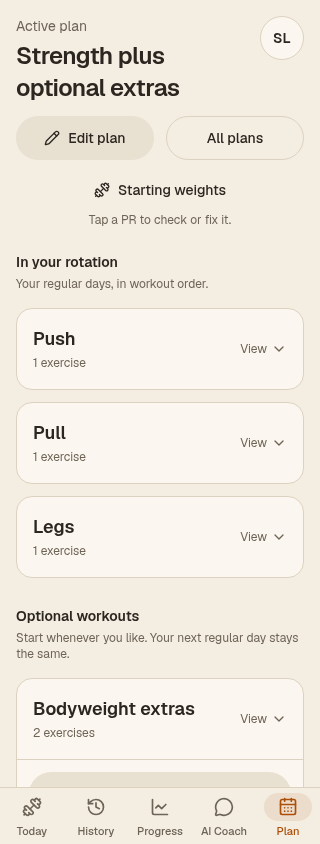 Active plan
SL
Strength plus
optional extras
Edit plan
All plans
Starting weights
Tap a PR to check or fix it.
In your rotation
Your regular days, in workout order.
Push
1 exercise
View
Pull
1 exercise
View
Legs
1 exercise
View
Optional workouts
Start whenever you like. Your next regular day stays
the same.
Bodyweight extras
2 exercises
View
Today
History
Progress
AI Coach
Plan